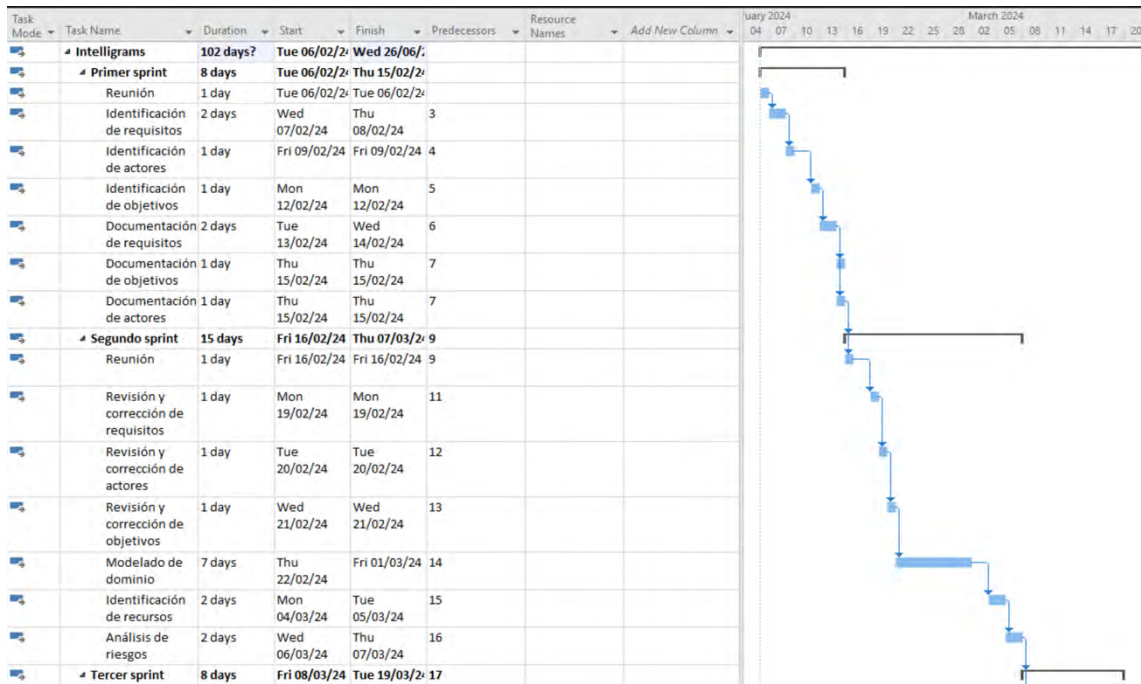 Task Mode Task Name Duration Start Finish Predecessors Resource Names Add New Column
uary 2024 March 2024
04 07 10 13 16 19 22 25 28 02 05 08 11 14 17 20
Intelligrams 102 days? Tue 06/02/24 Wed 26/06/
Primer sprint 8 days Tue 06/02/24 Thu 15/02/24
Reunión 1 day Tue 06/02/24 Tue 06/02/24
Identificación de requisitos 2 days Wed 07/02/24 Thu 08/02/24 3
Identificación de actores 1 day Fri 09/02/24 Fri 09/02/24 4
Identificación de objetivos 1 day Mon 12/02/24 Mon 12/02/24 5
Documentación de requisitos 2 days Tue 13/02/24 Wed 14/02/24 6
Documentación de objetivos 1 day Thu 15/02/24 Thu 15/02/24 7
Documentación de actores 1 day Thu 15/02/24 Thu 15/02/24 7
Segundo sprint 15 days Fri 16/02/24 Thu 07/03/24 9
Reunión 1 day Fri 16/02/24 Fri 16/02/24 9
Revisión y corrección de requisitos 1 day Mon 19/02/24 Mon 19/02/24 11
Revisión y corrección de actores 1 day Tue 20/02/24 Tue 20/02/24 12
Revisión y corrección de objetivos 1 day Wed 21/02/24 Wed 21/02/24 13
Modelado de dominio 7 days Thu 22/02/24 Fri 01/03/24 14
Identificación de recursos 2 days Mon 04/03/24 Tue 05/03/24 15
Análisis de riesgos 2 days Wed 06/03/24 Thu 07/03/24 16
Tercer sprint 8 days Fri 08/03/24 Tue 19/03/24 17